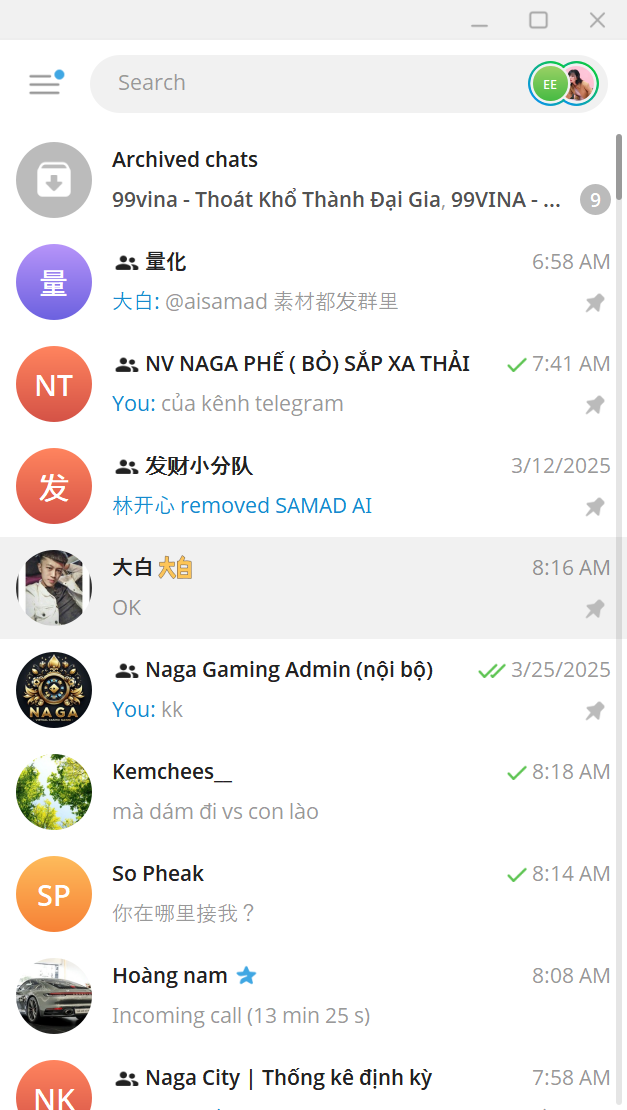 Search
EE
Archived chats
99vina - Thoát Khổ Thành Đại Gia, 99VINA - ...
9
量
量化
6:58 AM
大白: @aisamad 素材都发群里
NT
NV NAGA PHẾ ( BỎ) SẮP XA THẢI
7:41 AM
You: của kênh telegram
发
发财小分队
3/12/2025
林开心 removed SAMAD AI
大白 大白
8:16 AM
OK
NAGA
Naga Gaming Admin (nội bộ)
3/25/2025
You: kk
Kemchees__
8:18 AM
mà dám đi vs con lào
SP
So Pheak
8:14 AM
你在哪里接我？
Hoàng nam
8:08 AM
Incoming call (13 min 25 s)
NK
Naga City | Thống kê định kỳ
7:58 AM